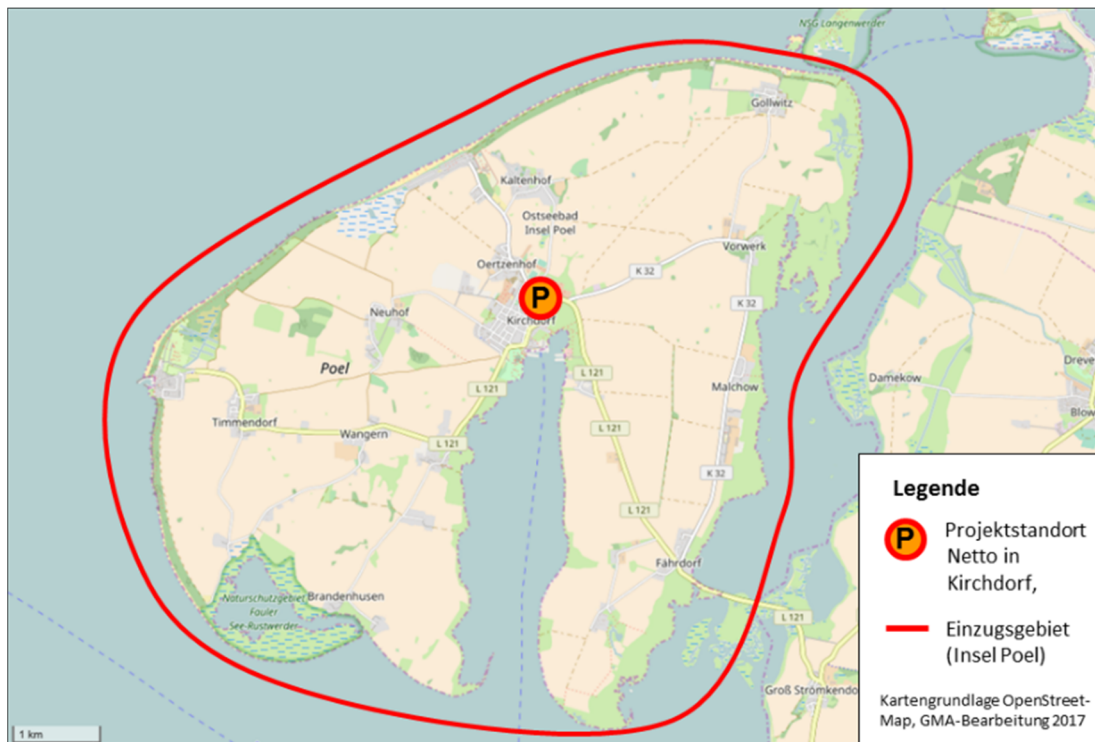 NSG Langenwerder
Gollwitz
Kaltenhof
Ostseebad
Insel Poel
Vorwerk
Oertzenhof
K 32
P
Neuhof
Kirchdorf
Poel
L 121
Malchow
Damekow
Dreve
L 121
Blow
Timmendorf
Wangern
L 121
L 121
K 32
L 121
Fährdorf
Naturschutzgebiet
Fauler
See-Rustwerder
Brandenhusen
L 121
Groß Strömkendo
1 km
Legende
P
Projektstandort
Netto in
Kirchdorf,
Einzugsgebiet
(Insel Poel)
Kartengrundlage OpenStreet-
Map, GMA-Bearbeitung 2017